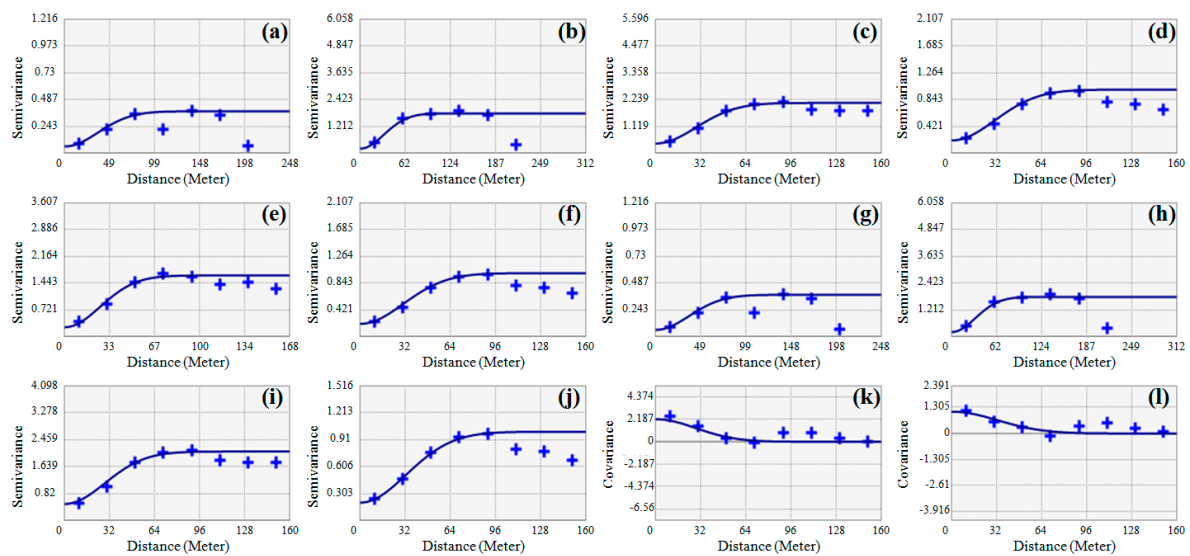 (a)
Semivariance
1.216
0.973
0.73
0.487
0.243
0 49 99 148 198 248
Distance (Meter)
(b)
Semivariance
6.058
4.847
3.635
2.423
1.212
0 62 124 187 249 312
Distance (Meter)
(c)
Semivariance
5.596
4.477
3.358
2.239
1.119
0 32 64 96 128 160
Distance (Meter)
(d)
Semivariance
2.107
1.685
1.264
0.843
0.421
0 32 64 96 128 160
Distance (Meter)
(e)
Semivariance
3.607
2.886
2.164
1.443
0.721
0 33 67 100 134 168
Distance (Meter)
(f)
Semivariance
2.107
1.685
1.264
0.843
0.421
0 32 64 96 128 160
Distance (Meter)
(g)
Semivariance
1.216
0.973
0.73
0.487
0.243
0 49 99 148 198 248
Distance (Meter)
(h)
Semivariance
6.058
4.847
3.635
2.423
1.212
0 62 124 187 249 312
Distance (Meter)
(i)
Semivariance
4.098
3.278
2.459
1.639
0.82
0 32 64 96 128 160
Distance (Meter)
(j)
Semivariance
1.516
1.213
0.91
0.606
0.303
0 32 64 96 128 160
Distance (Meter)
(k)
Covariance
4.374
2.187
0
-2.187
-4.374
-6.56
0 32 64 96 128 160
Distance (Meter)
(l)
Covariance
2.391
1.305
0
-1.305
-2.61
-3.916
0 32 64 96 128 160
Distance (Meter)